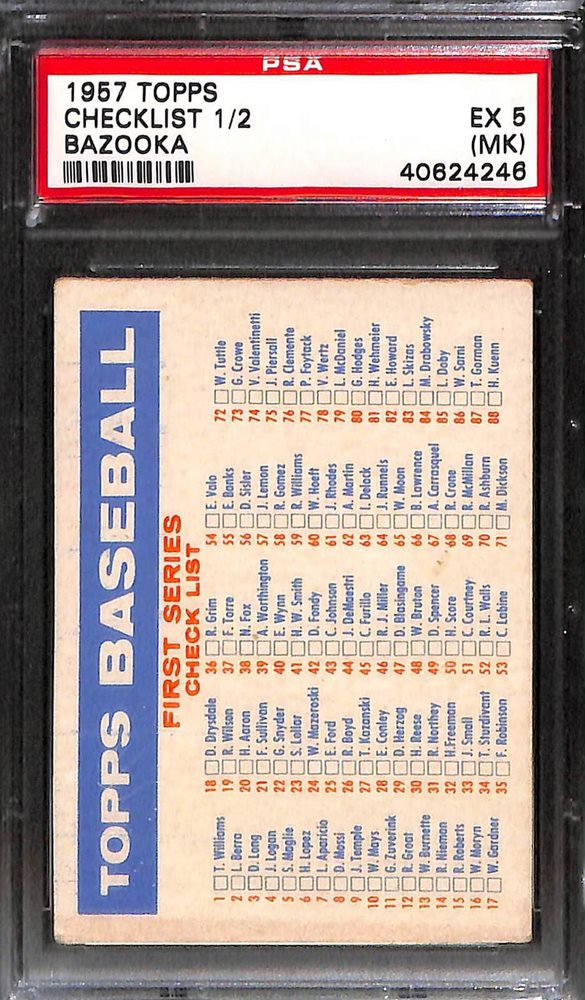 PSA
1957 TOPPS
CHECKLIST 1/2
BAZOOKA
EX 5
(MK)
40624246
TOPPS BASEBALL
FIRST SERIES
CHECK LIST
1 T. Williams
2 L. Berra
3 D. Long
4 J. Logan
5 S. Maglie
6 H. Lopez
7 L. Aparicio
8 D. Mossi
9 J. Temple
10 W. Mays
11 G. Zuverink
12 R. Groat
13 W. Burnette
14 R. Nieman
15 R. Roberts
16 W. Moryn
17 W. Gardner
18 D. Drysdale
19 R. Wilson
20 H. Aaron
21 F. Sullivan
22 G. Snyder
23 S. Lollar
24 W. Mazeroski
25 E. Ford
26 R. Boyd
27 T. Kazanski
28 E. Conley
29 D. Herzog
30 H. Reese
31 R. Northey
32 H. Freeman
33 J. Small
34 T. Sturdivant
35 F. Robinson
36 R. Grim
37 F. Torre
38 N. Fox
39 A. Worthington
40 E. Wynn
41 H. W. Smith
42 D. Fondy
43 C. Johnson
44 J. DeMaestri
45 C. Furillo
46 R. J. Miller
47 D. Blasingame
48 W. Bruton
49 D. Spencer
50 H. Score
51 C. Courtney
52 R. L. Walls
53 C. Labine
54 E. Valo
55 E. Banks
56 D. Sisler
57 J. Lemon
58 R. Gomez
59 R. Williams
60 W. Hoeft
61 J. Rhodes
62 A. Martin
63 I. Delock
64 J. Runnels
65 W. Moon
66 B. Lawrence
67 A. Carrasquel
68 R. Crone
69 R. McMillan
70 R. Ashburn
71 M. Dickson
72 W. Tuttle
73 G. Crowe
74 V. Valentinetti
75 J. Piersall
76 R. Clemente
77 P. Foytack
78 V. Wertz
79 L. McDaniel
80 G. Hodges
81 H. Wehmeier
82 E. Howard
83 L. Skizas
84 M. Drabowsky
85 L. Doby
86 W. Sarni
87 T. Gorman
88 H. Kuenn